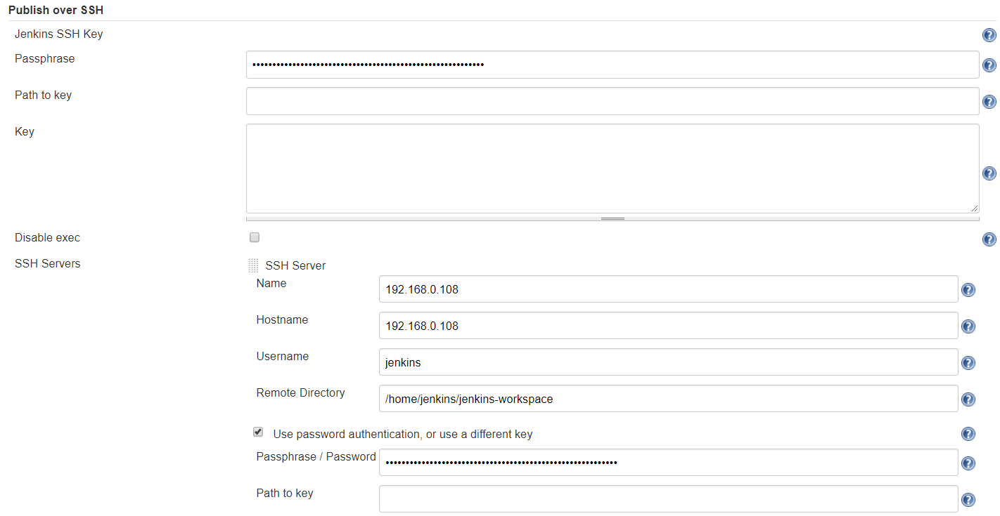 Publish over SSH
Jenkins SSH Key
Passphrase
Path to key
Key
Disable exec
SSH Servers
SSH Server
Name
192.168.0.108
Hostname
192.168.0.108
Username
jenkins
Remote Directory
/home/jenkins/jenkins-workspace
Use password authentication, or use a different key
Passphrase / Password
Path to key